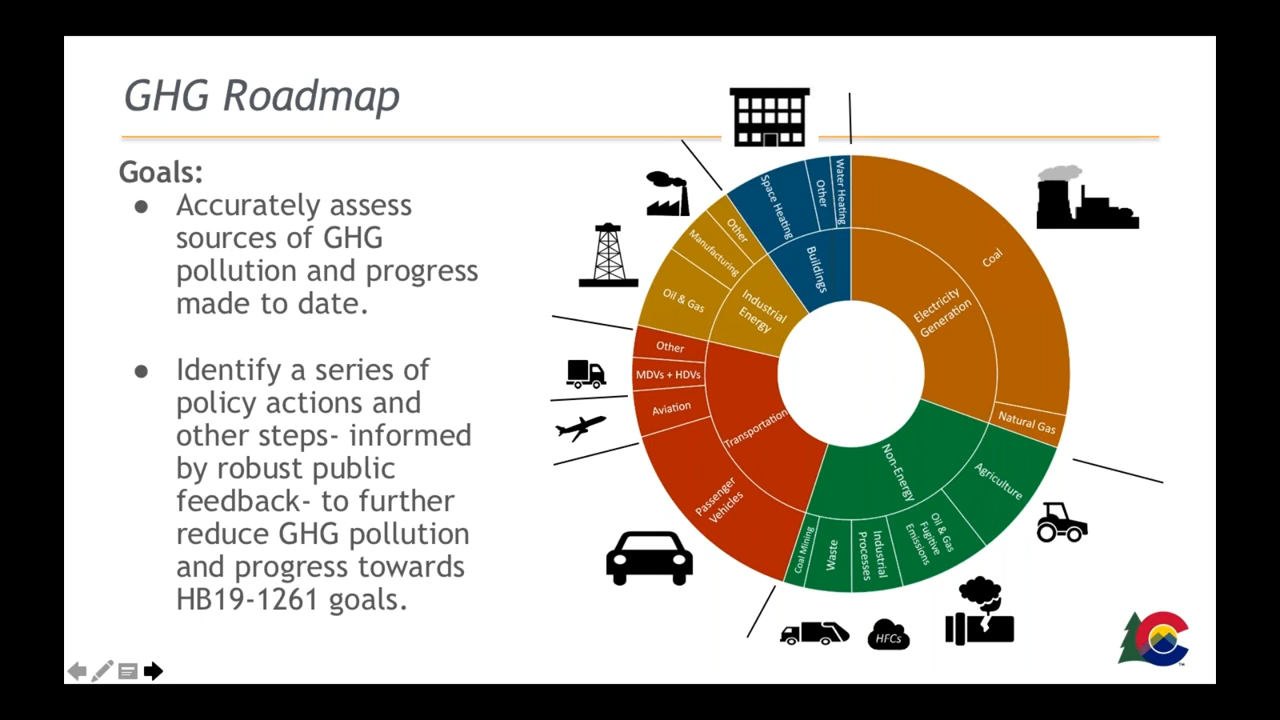 GHG Roadmap
Goals:
● Accurately assess
sources of GHG
pollution and progress
made to date.
● Identify a series of
policy actions and
other steps- informed
by robust public
feedback- to further
reduce GHG pollution
and progress towards
HB19-1261 goals.
Space Heating
Other
Water Heating
Buildings
Coal
Electricity
Generation
Natural Gas
Other
Manufacturing
Oil & Gas
Industrial
Energy
Other
MDVs + HDVs
Aviation
Passenger
Vehicles
Transportation
Non-Energy
Agriculture
Oil & Gas
Fugitive
Emissions
Industrial
Processes
Waste
Coal Mining
HFCs
TM